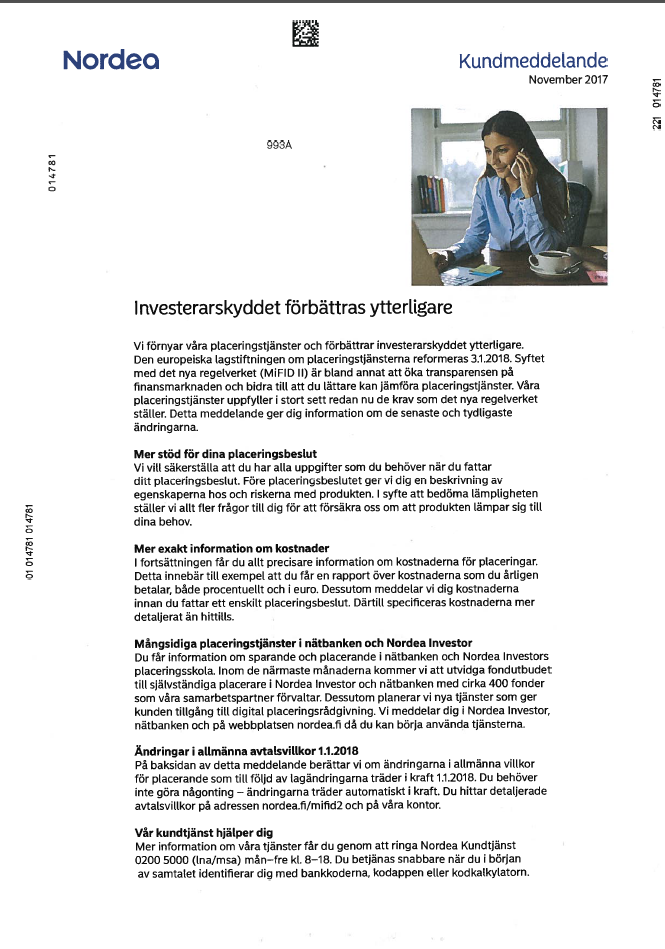 Nordea
Kundmeddelande
November 2017
221 014781
993A
014781
Investerarskyddet förbättras ytterligare
Vi förnyar våra placeringstjänster och förbättrar investerarskyddet ytterligare.
Den europeiska lagstiftningen om placeringstjänsterna reformeras 3.1.2018. Syftet
med det nya regelverket (MiFID II) är bland annat att öka transparensen på
finansmarknaden och bidra till att du lättare kan jämföra placeringstjänster. Våra
placeringstjänster uppfyller i stort sett redan nu de krav som det nya regelverket
ställer. Detta meddelande ger dig information om de senaste och tydligaste
ändringarna.
Mer stöd för dina placeringsbeslut
Vi vill säkerställa att du har alla uppgifter som du behöver när du fattar
ditt placeringsbeslut. Före placeringsbeslutet ger vi dig en beskrivning av
egenskaperna hos och riskerna med produkten. I syfte att bedöma lämpligheten
ställer vi allt fler frågor till dig för att försäkra oss om att produkten lämpar sig till
dina behov.
01 014781 014781
Mer exakt information om kostnader
I fortsättningen får du allt precisare information om kostnaderna för placeringar.
Detta innebär till exempel att du får en rapport över kostnaderna som du årligen
betalar, både procentuellt och i euro. Dessutom meddelar vi dig kostnaderna
innan du fattar ett enskilt placeringsbeslut. Därtill specificeras kostnaderna mer
detaljerat än hittills.
Mångsidiga placeringstjänster i nätbanken och Nordea Investor
Du får information om sparande och placerande i nätbanken och Nordea Investors
placeringsskola. Inom de närmaste månaderna kommer vi att utvidga fondutbudet
till självständiga placerare i Nordea Investor och nätbanken med cirka 400 fonder
som våra samarbetspartner förvaltar. Dessutom planerar vi nya tjänster som ger
kunden tillgång till digital placeringsrådgivning. Vi meddelar dig i Nordea Investor,
nätbanken och på webbplatsen nordea.fi då du kan börja använda tjänsterna.
Ändringar i allmänna avtalsvillkor 1.1.2018
På baksidan av detta meddelande berättar vi om ändringarna i allmänna villkor
för placerande som till följd av lagändringarna träder i kraft 1.1.2018. Du behöver
inte göra någonting – ändringarna träder automatiskt i kraft. Du hittar detaljerade
avtalsvillkor på adressen nordea.fi/mifid2 och på våra kontor.
Vår kundtjänst hjälper dig
Mer information om våra tjänster får du genom att ringa Nordea Kundtjänst
0200 5000 (lna/msa) mån–fre kl. 8–18. Du betjänas snabbare när du i början
av samtalet identifierar dig med bankkoderna, kodappen eller kodkalkylatorn.